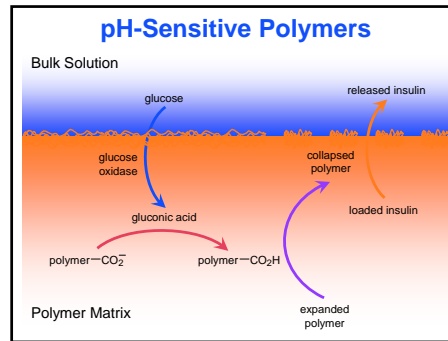 pH-Sensitive Polymers
Bulk Solution
glucose
released insulin
glucose
oxidase
collapsed
polymer
gluconic acid
loaded insulin
polymer—CO₂⁻
polymer—CO₂H
expanded
polymer
Polymer Matrix